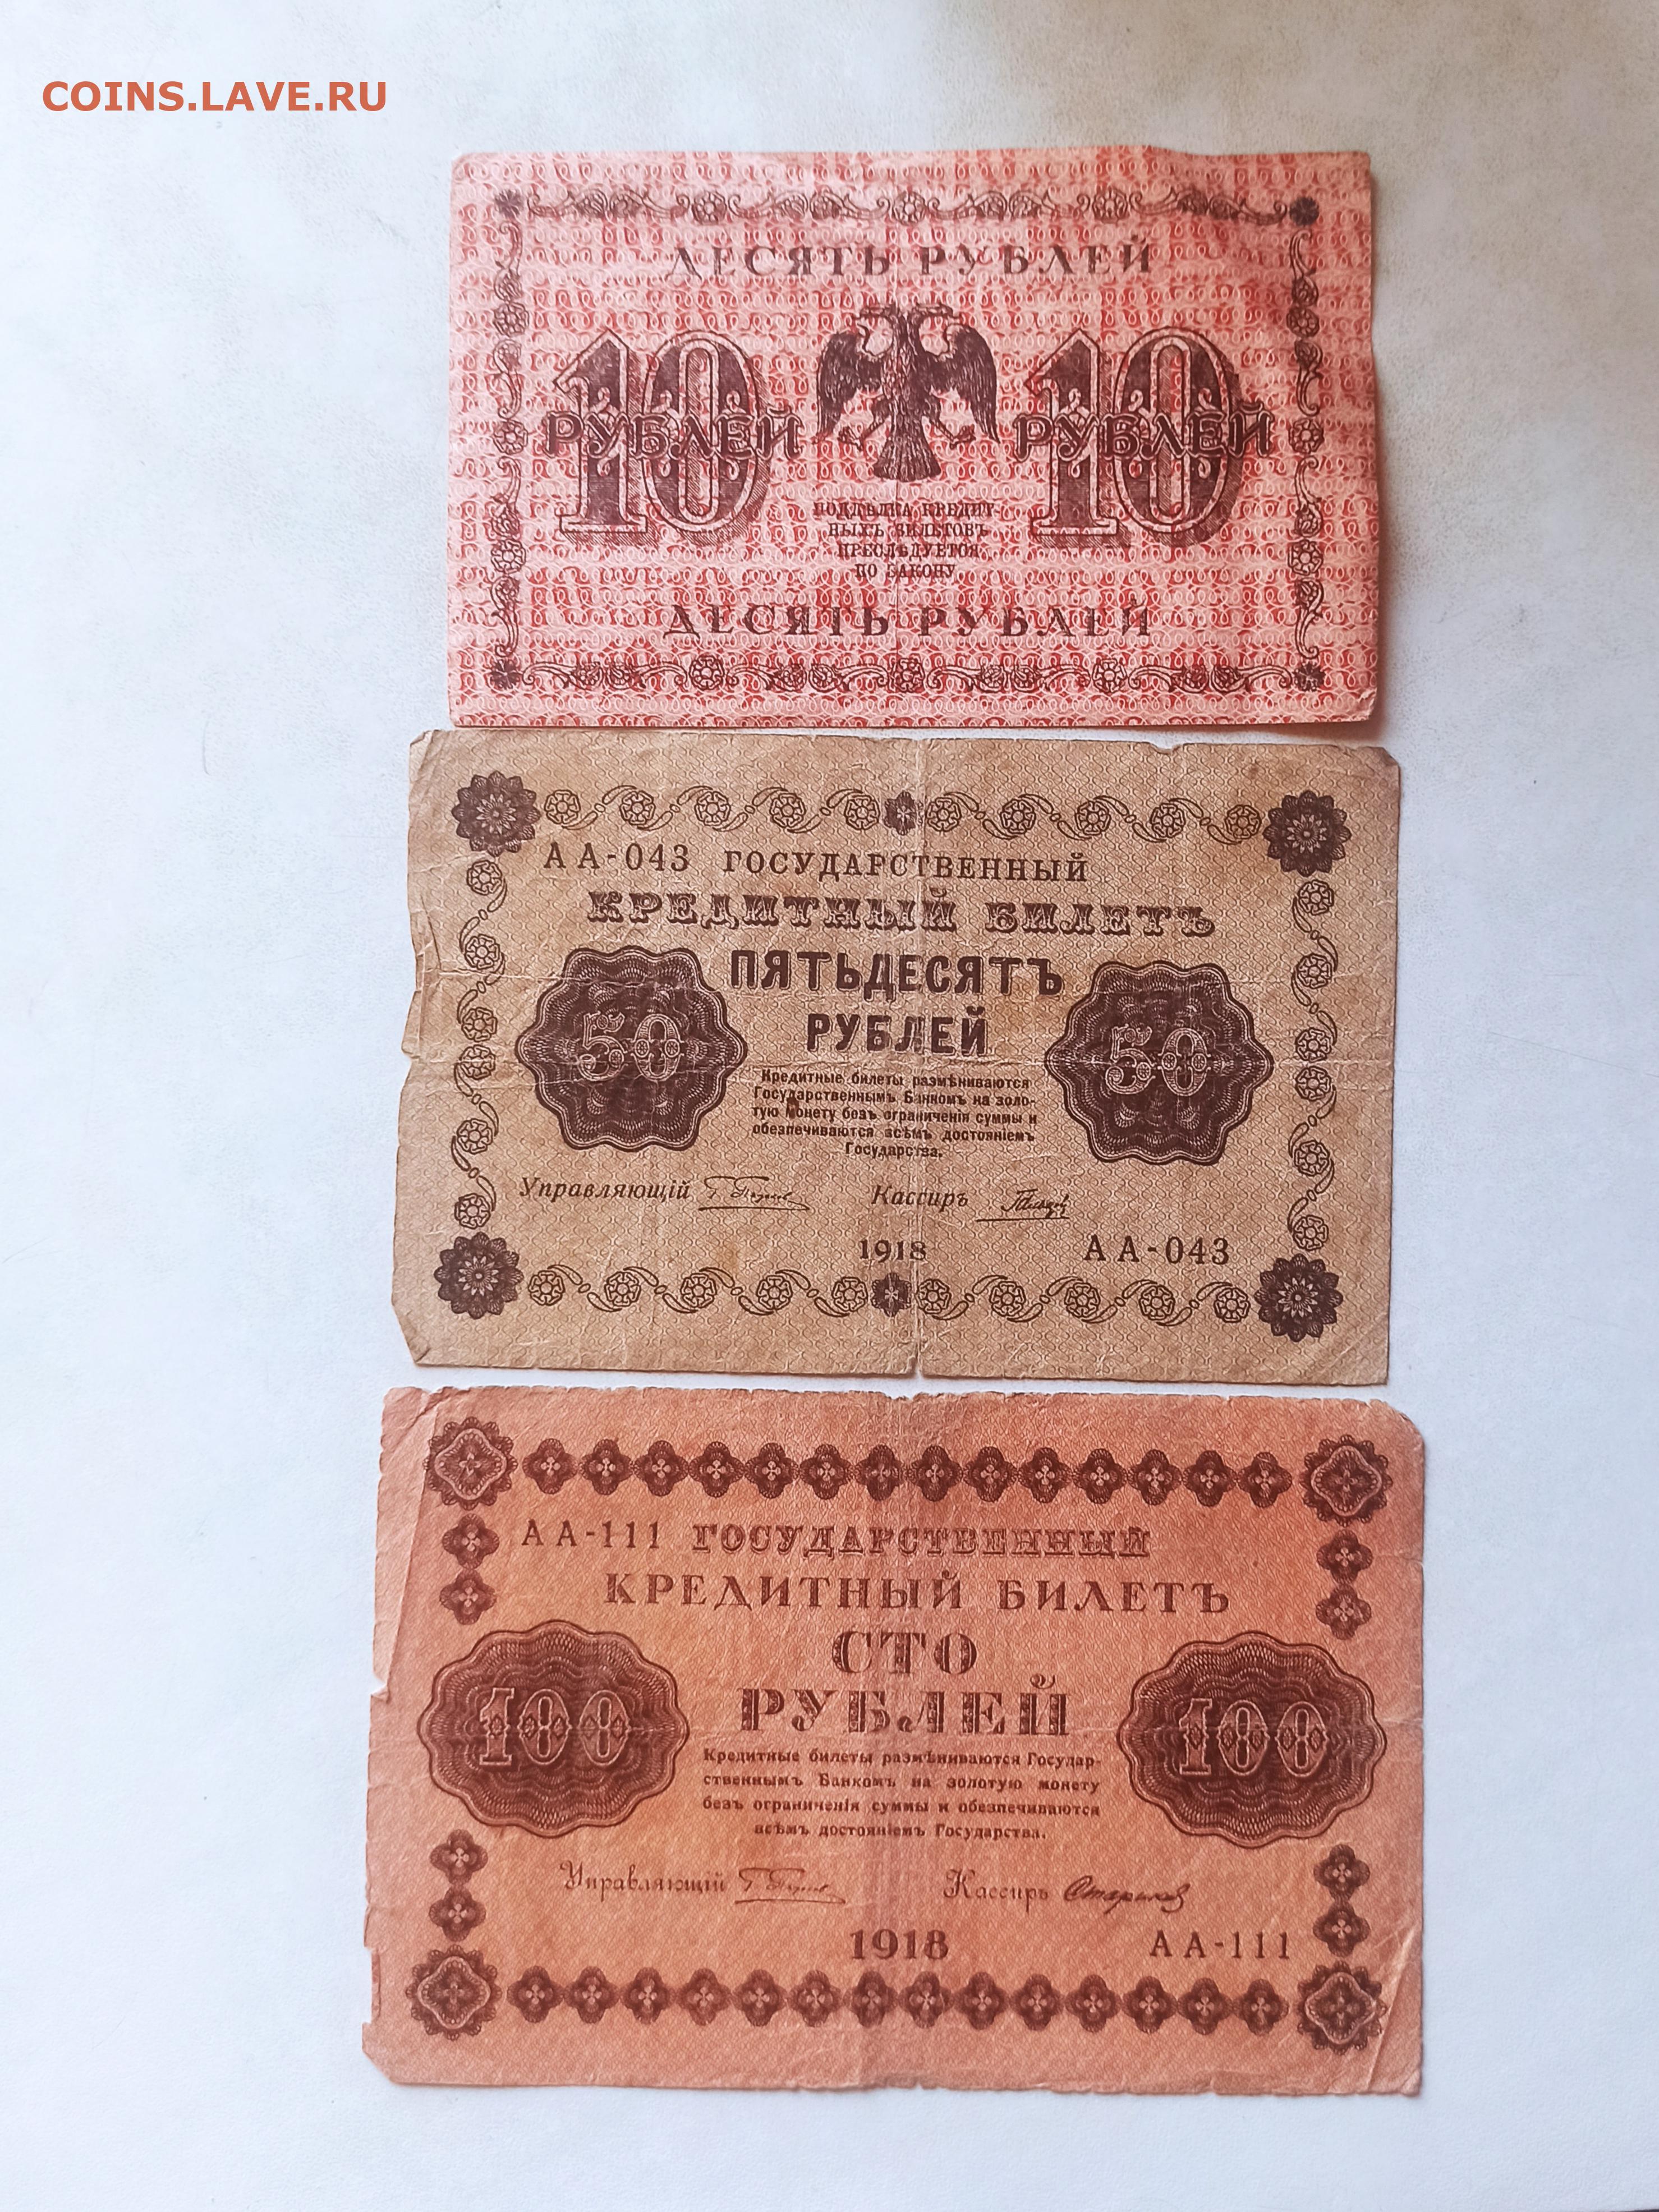 COINS.LAVE.RU
ДЕСЯТЬ РУБЛЕЙ
10 10
РУБЛЕЙ РУБЛЕЙ
ПОДДѢЛКА КРЕДИТ-
НЫХЪ БИЛЕТОВЪ
ПРЕСЛѢДУЕТСЯ
ПО ЗАКОНУ
ДЕСЯТЬ РУБЛЕЙ
АА-043 ГОСУДАРСТВЕННЫЙ
КРЕДИТНЫЙ БИЛЕТЪ
ПЯТЬДЕСЯТЪ
РУБЛЕЙ
50 50
Кредитные билеты размѣниваются
Государственнымъ Банкомъ на золо-
тую монету безъ ограниченія суммы и
обезпечиваются всѣмъ достояніемъ
Государства.
Управляющій Кассиръ
1918 АА-043
АА-111 ГОСУДАРСТВЕННЫЙ
КРЕДИТНЫЙ БИЛЕТЪ
СТО
РУБЛЕЙ
100 100
Кредитные билеты размѣниваются Государ-
ственнымъ Банкомъ на золотую монету
безъ ограниченія суммы и обезпечиваются
всѣмъ достояніемъ Государства.
Управляющій Кассиръ
1918 АА-111